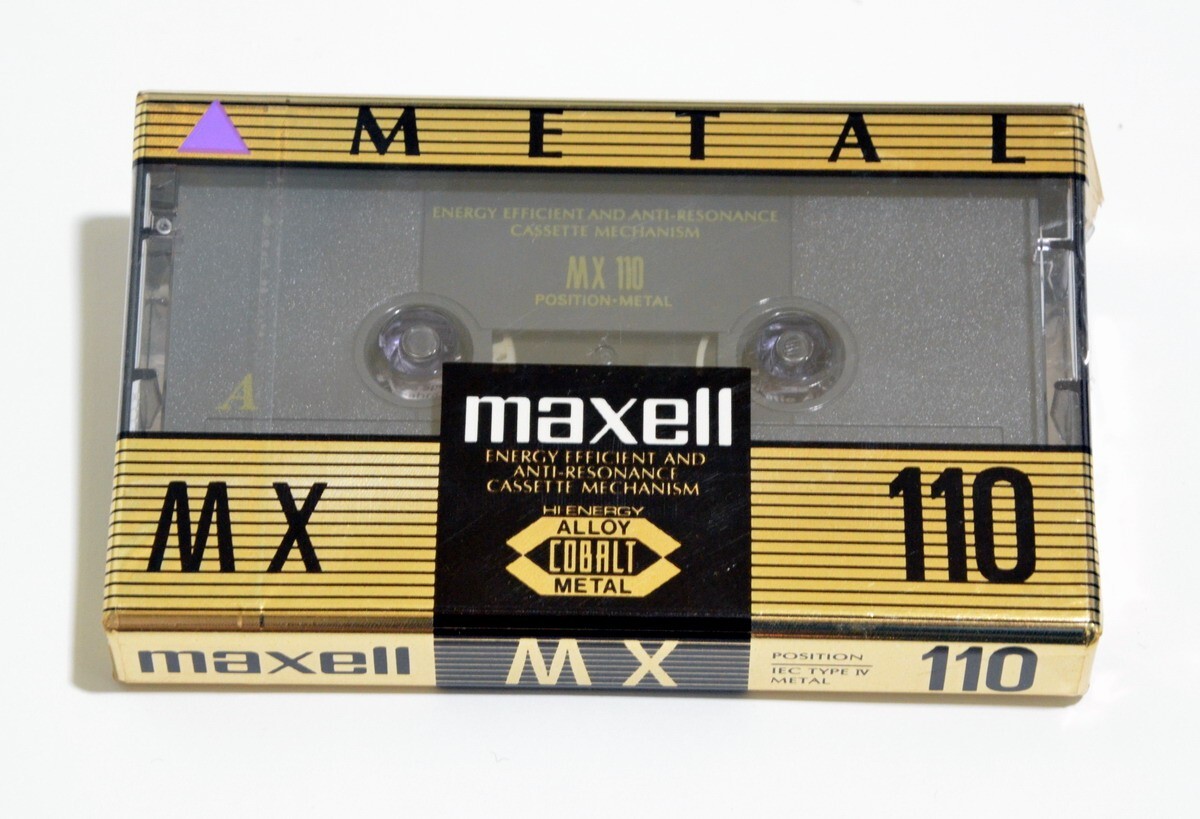 METAL
ENERGY EFFICIENT AND ANTI-RESONANCE
CASSETTE MECHANISM
MX 110
POSITION·METAL
A
maxell
ENERGY EFFICIENT AND
ANTI-RESONANCE
CASSETTE MECHANISM
HI ENERGY
ALLOY
COBALT
METAL
MX
110
maxell
MX
POSITION
IEC TYPE IV
METAL
110